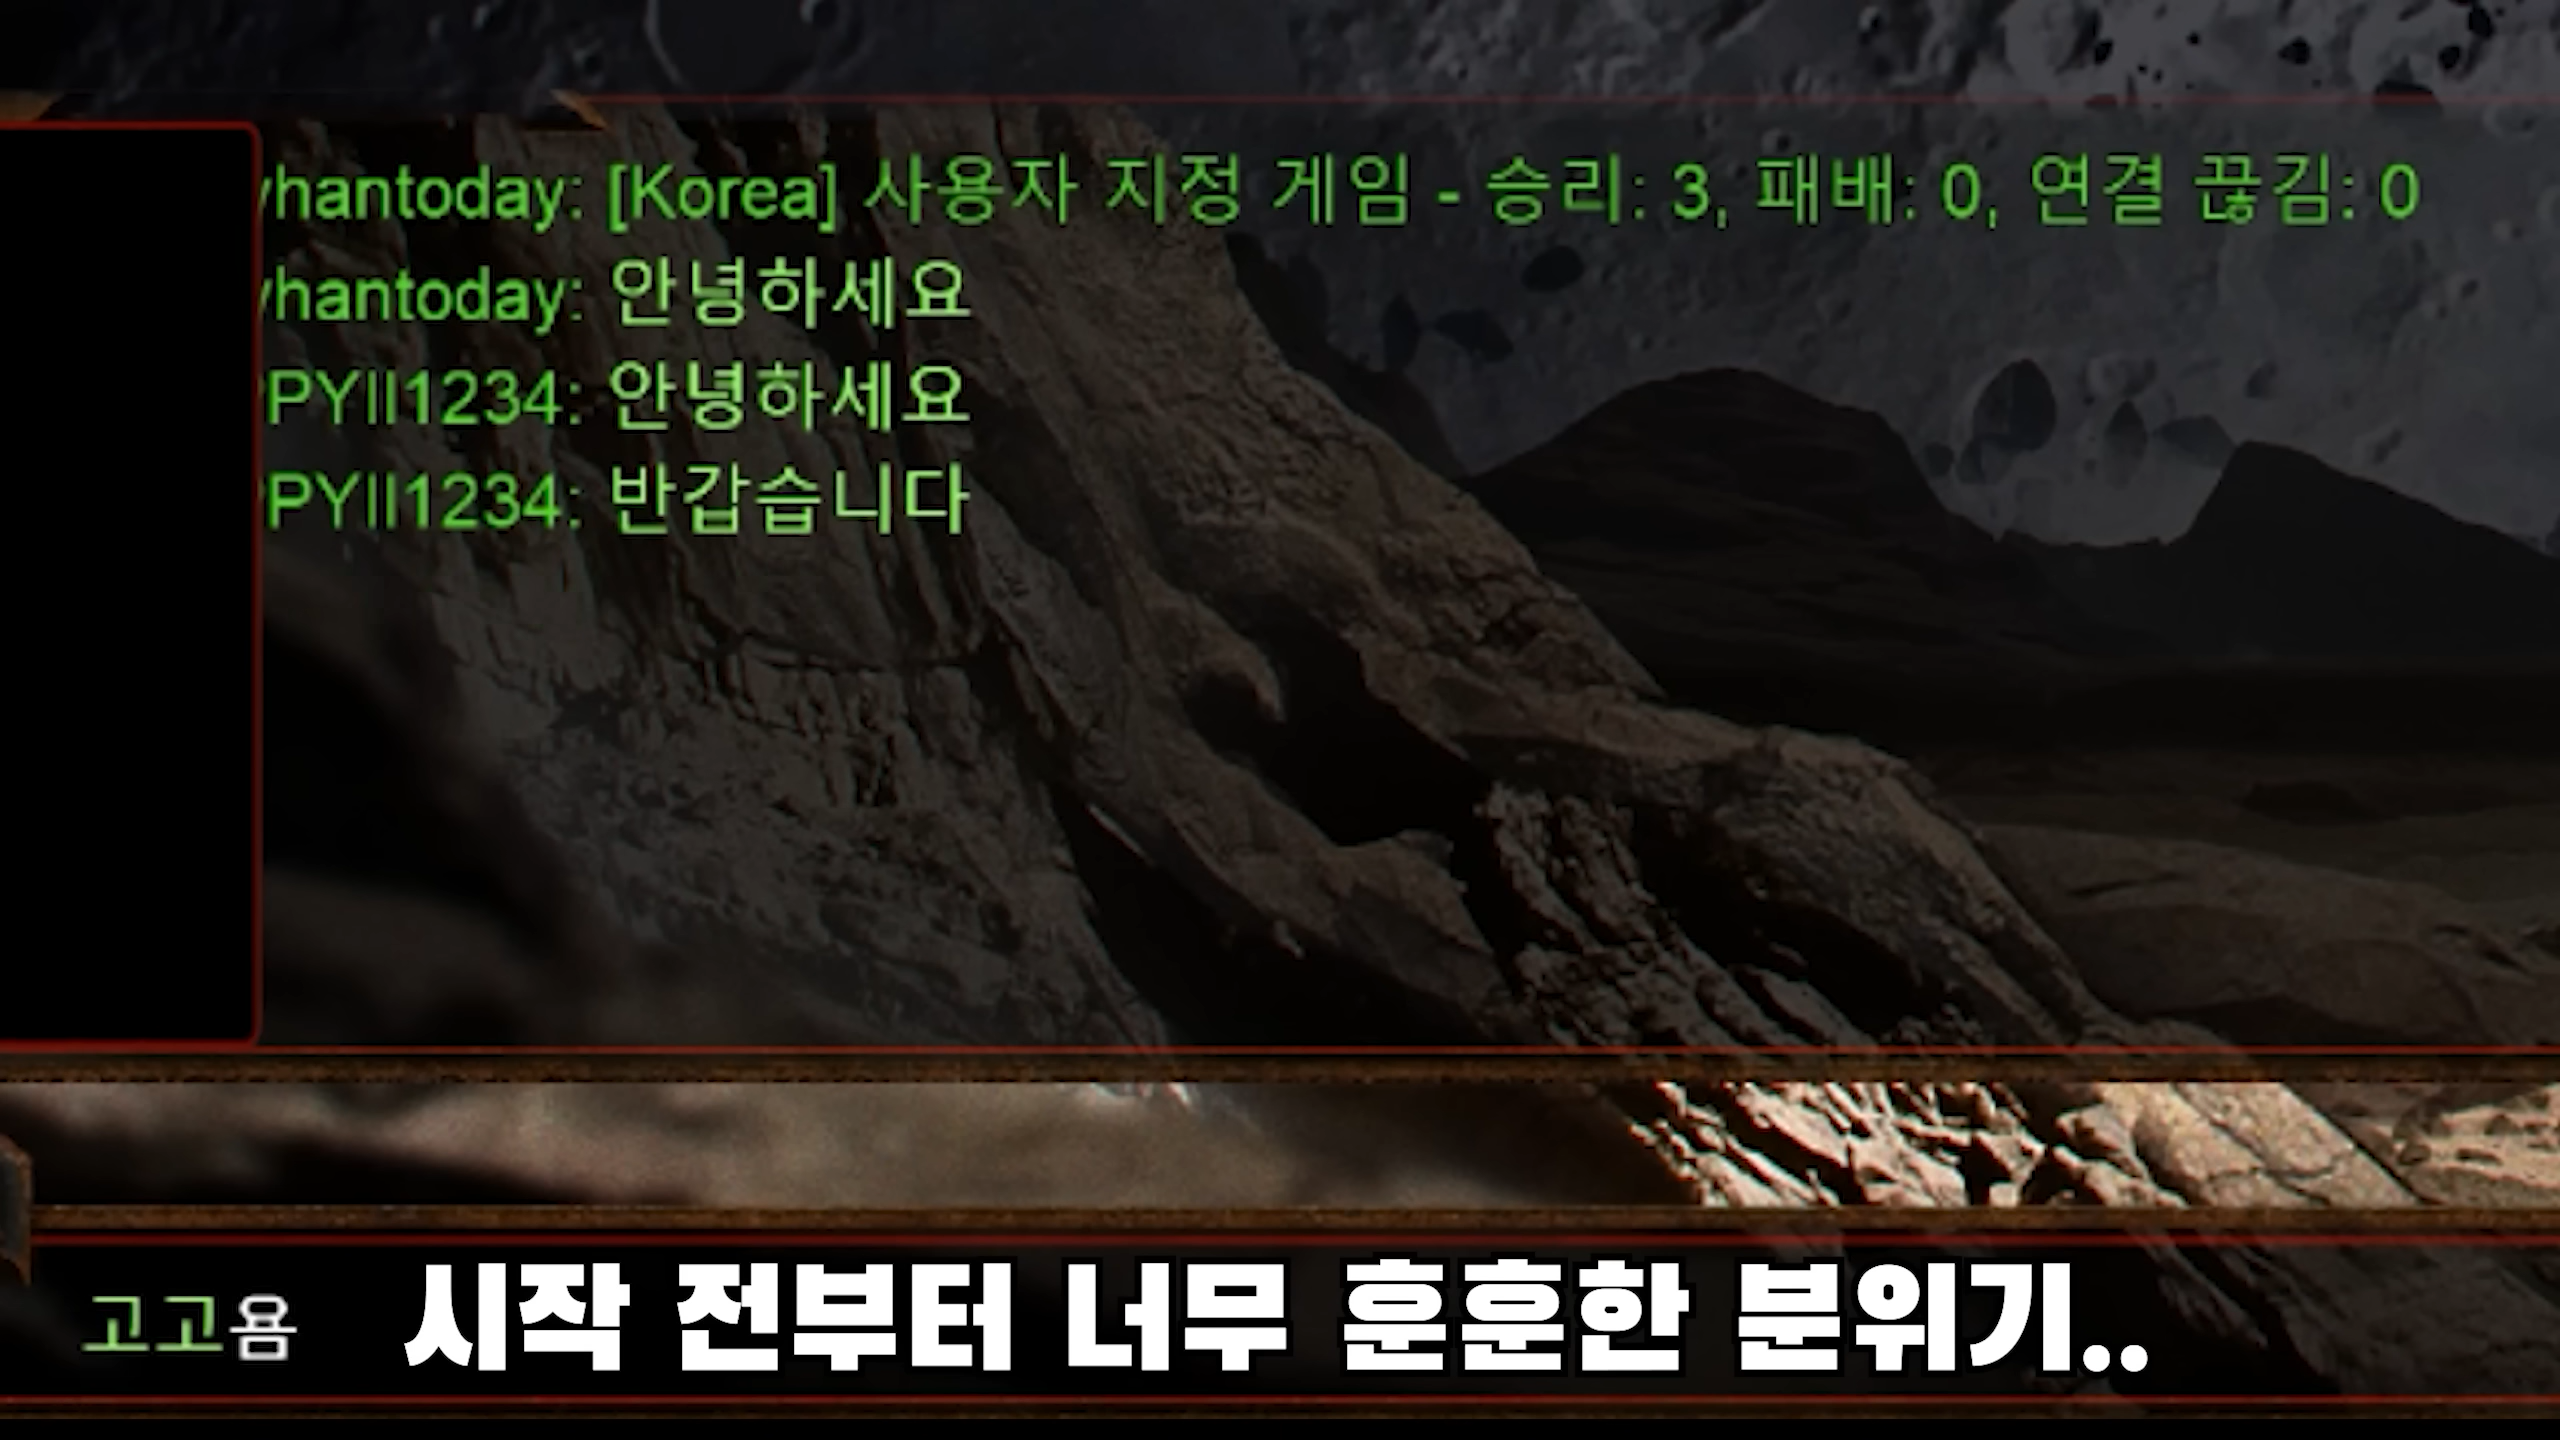 hantoday: [Korea] 사용자 지정 게임 - 승리: 3, 패배: 0, 연결 끊김: 0
hantoday: 안녕하세요
PYII1234: 안녕하세요
PYII1234: 반갑습니다
고고욤
시작 전부터 너무 훈훈한 분위기..